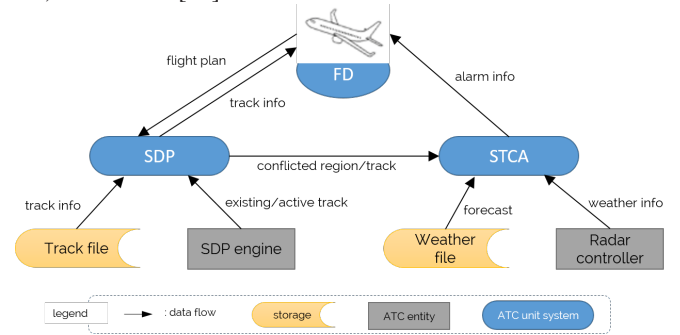 flight plan
FD
alarm info
track info
SDP
STCA
conflicted region/track
track info
existing/active track
forecast
weather info
Track file
SDP engine
Weather
file
Radar
controller
legend
: data flow
storage
ATC entity
ATC unit system